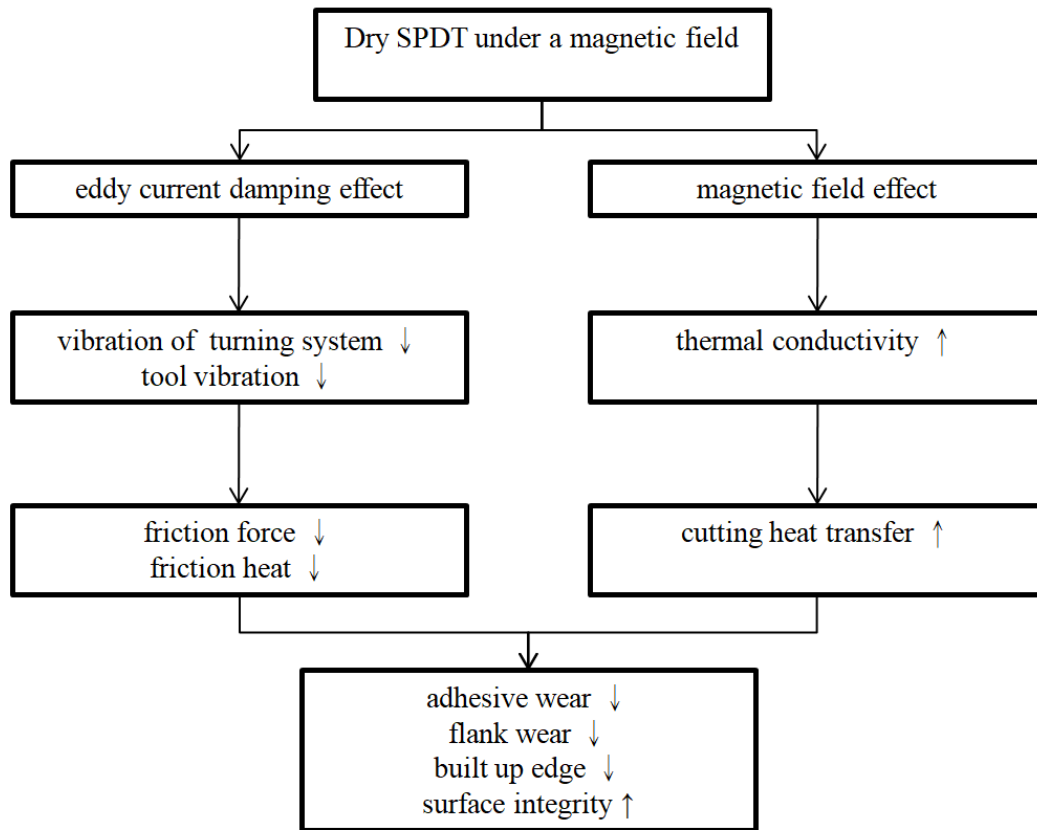 Dry SPDT under a magnetic field
eddy current damping effect
magnetic field effect
vibration of turning system ↓
tool vibration ↓
thermal conductivity ↑
friction force ↓
friction heat ↓
cutting heat transfer ↑
adhesive wear ↓
flank wear ↓
built up edge ↓
surface integrity ↑